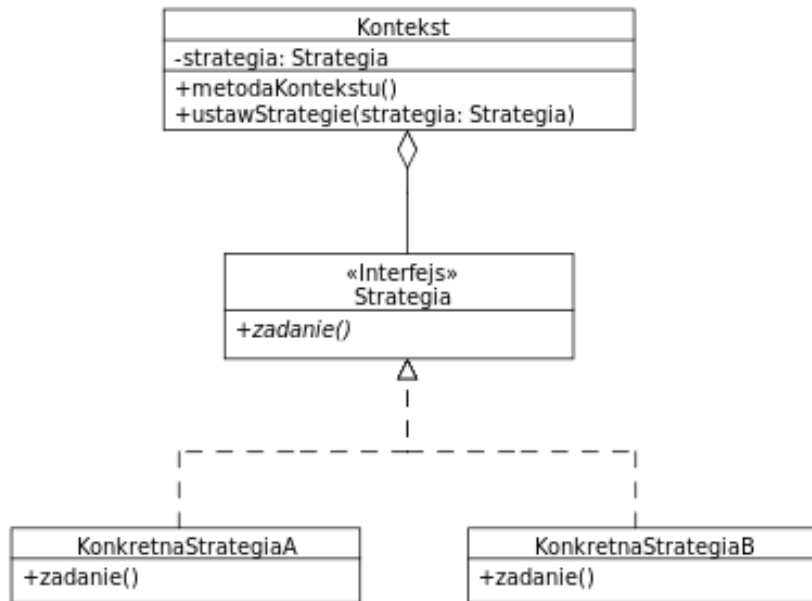 Kontekst
-strategia: Strategia
+metodaKontekstu()
+ustawStrategie(strategia: Strategia)
«Interfejs»
Strategia
+zadanie()
KonkretnaStrategiaA
+zadanie()
KonkretnaStrategiaB
+zadanie()